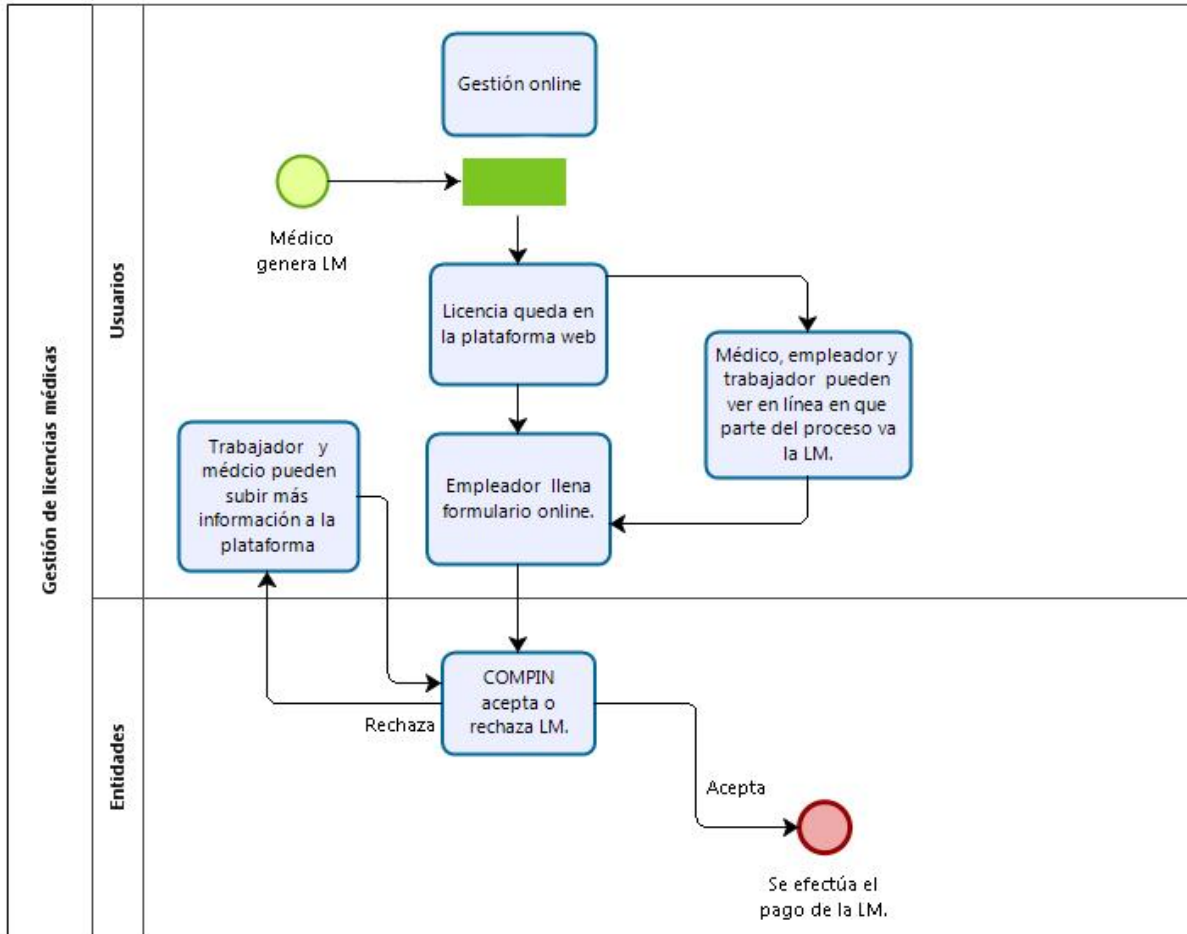 Gestión de licencias médicas
Usuarios
Gestión online
Médico
genera LM
Licencia queda en
la plataforma web
Médico, empleador y
trabajador pueden
ver en línea en que
parte del proceso va
la LM.
Trabajador y
médcio pueden
subir más
información a la
plataforma
Empleador llena
formulario online.
Entidades
COMPIN
acepta o
rechaza LM.
Rechaza
Acepta
Se efectúa el
pago de la LM.